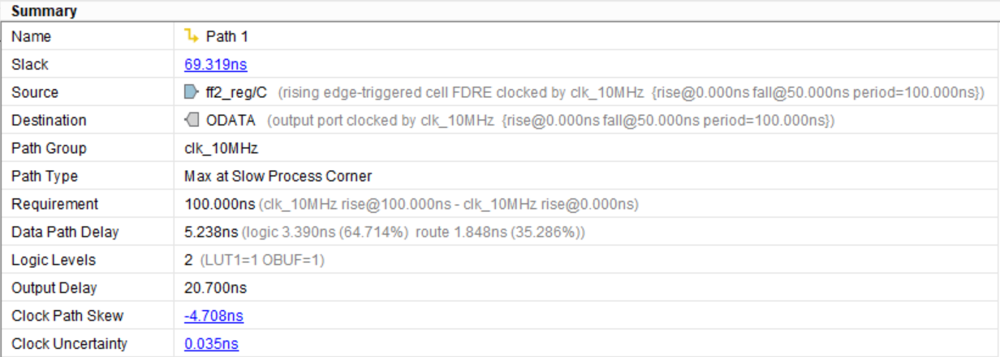 Summary
Name Path 1
Slack 69.319ns
Source ff2_reg/C (rising edge-triggered cell FDRE clocked by clk_10MHz {rise@0.000ns fall@50.000ns period=100.000ns})
Destination ODATA (output port clocked by clk_10MHz {rise@0.000ns fall@50.000ns period=100.000ns})
Path Group clk_10MHz
Path Type Max at Slow Process Corner
Requirement 100.000ns (clk_10MHz rise@100.000ns - clk_10MHz rise@0.000ns)
Data Path Delay 5.238ns (logic 3.390ns (64.714%) route 1.848ns (35.286%))
Logic Levels 2 (LUT1=1 OBUF=1)
Output Delay 20.700ns
Clock Path Skew -4.708ns
Clock Uncertainty 0.035ns